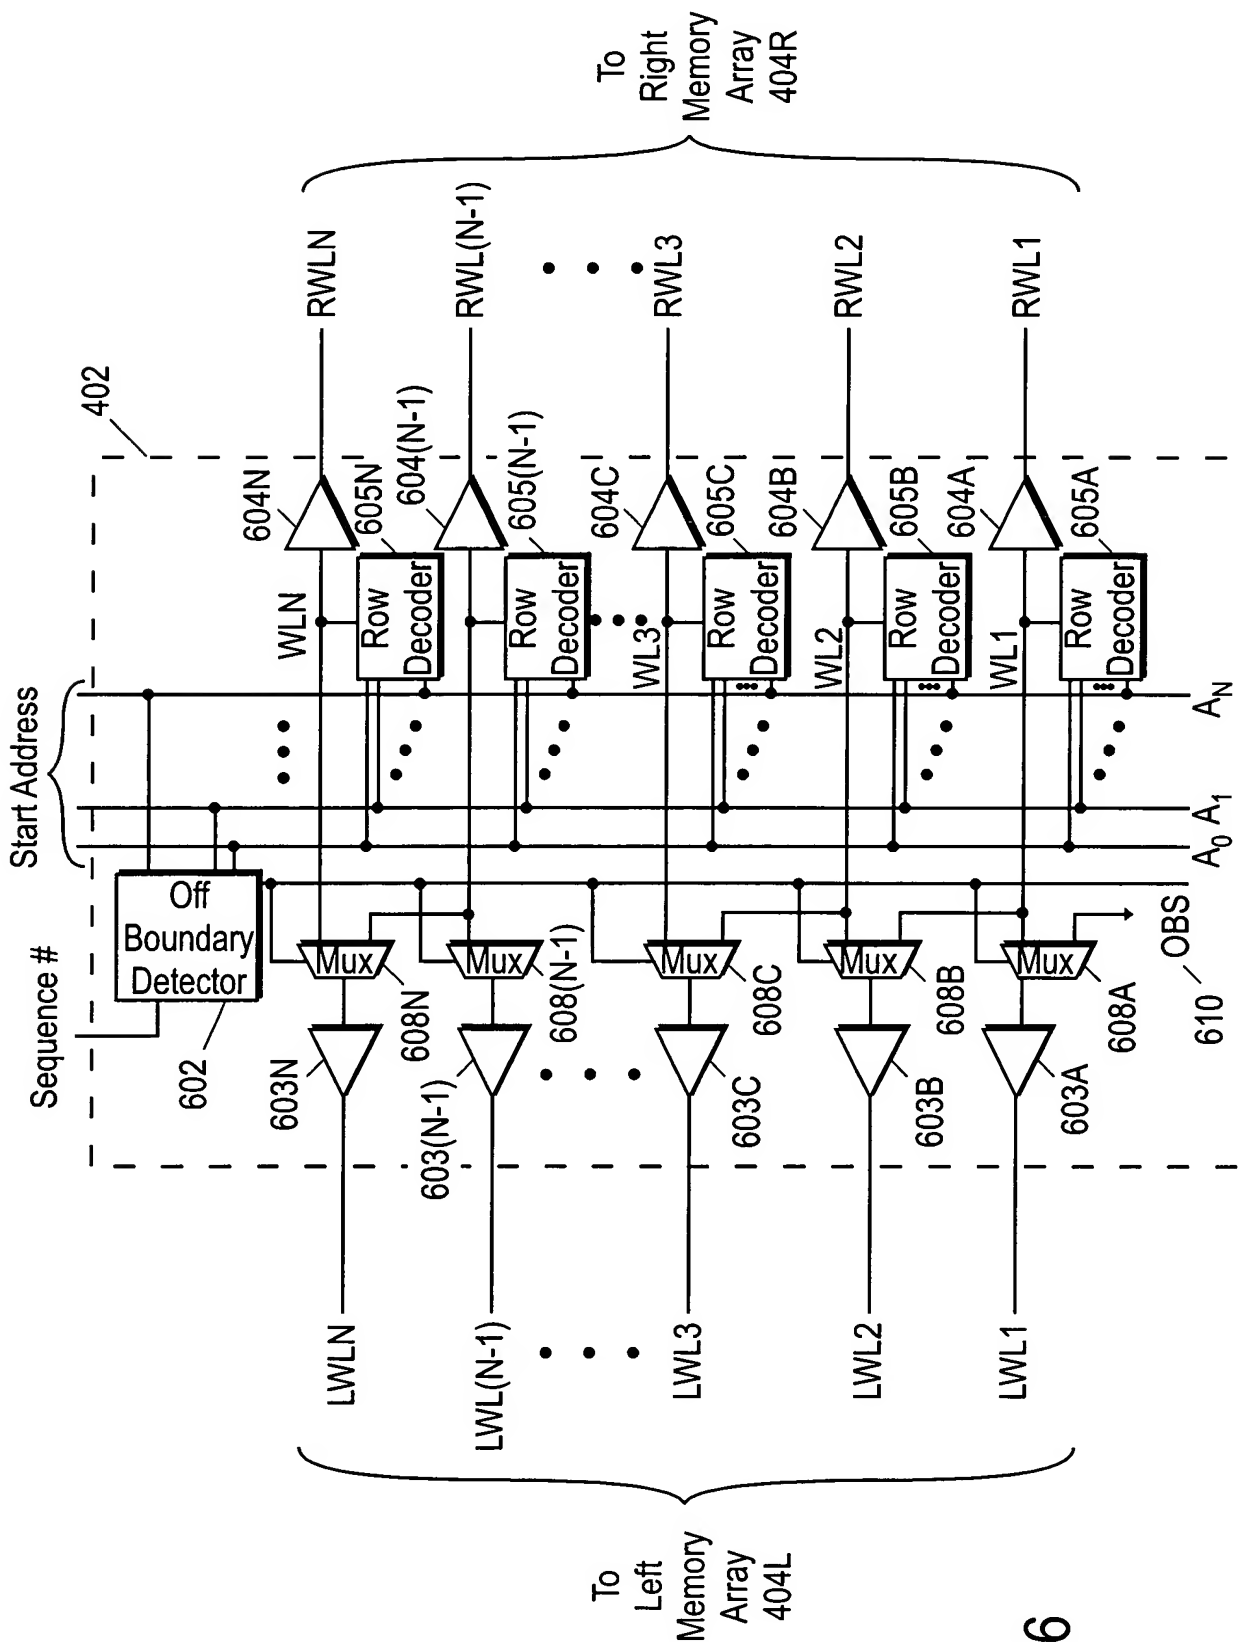 Start Address
Sequence #
Off
Boundary
Detector
602
402
To
Right
Memory
Array
404R
To
Left
Memory
Array
404L
LWLN
603N
Mux
608N
WLN
Row
Decoder
604N
605N
RWLN
LWL(N-1)
603(N-1)
Mux
608(N-1)
Row
Decoder
604(N-1)
605(N-1)
RWL(N-1)
LWL3
603C
Mux
608C
WL3
Row
Decoder
604C
605C
RWL3
LWL2
603B
Mux
608B
WL2
Row
Decoder
604B
605B
RWL2
LWL1
603A
Mux
608A
WL1
Row
Decoder
604A
605A
RWL1
OBS
610
A0
A1
AN
6